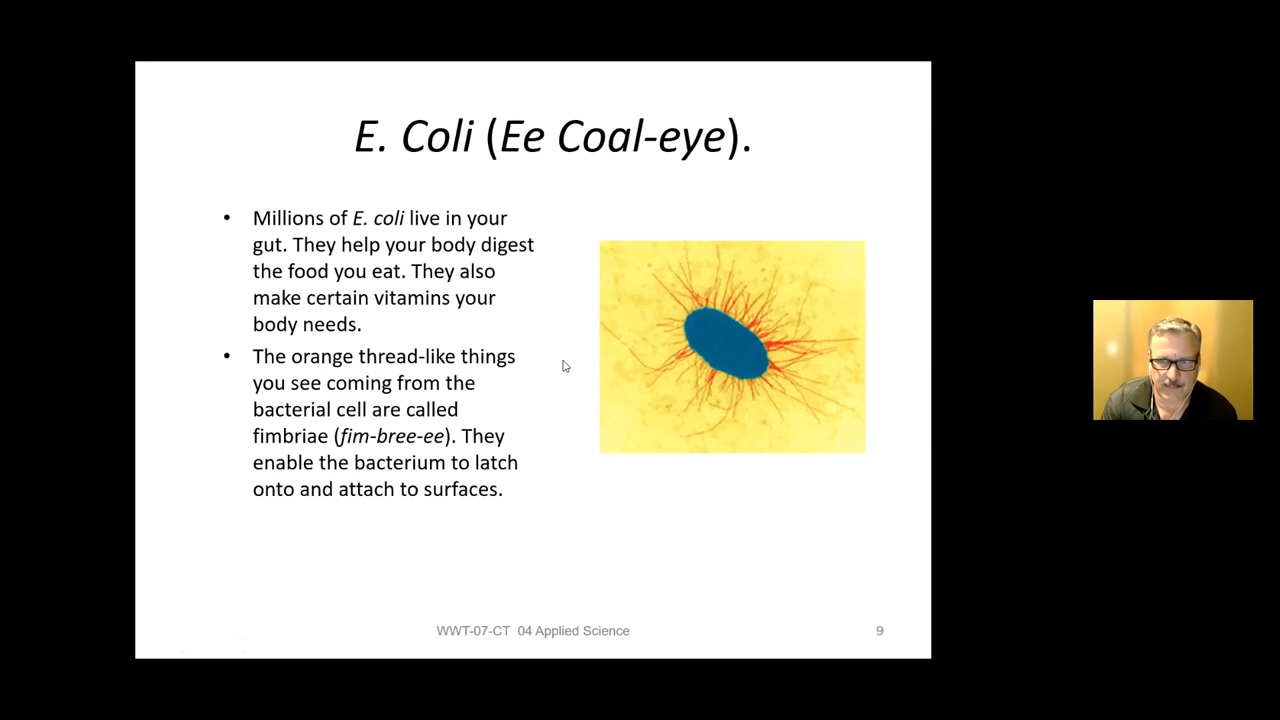 E. Coli (Ee Coal-eye).
• Millions of E. coli live in your
gut. They help your body digest
the food you eat. They also
make certain vitamins your
body needs.
• The orange thread-like things
you see coming from the
bacterial cell are called
fimbriae (fim-bree-ee). They
enable the bacterium to latch
onto and attach to surfaces.
WWT-07-CT 04 Applied Science
9